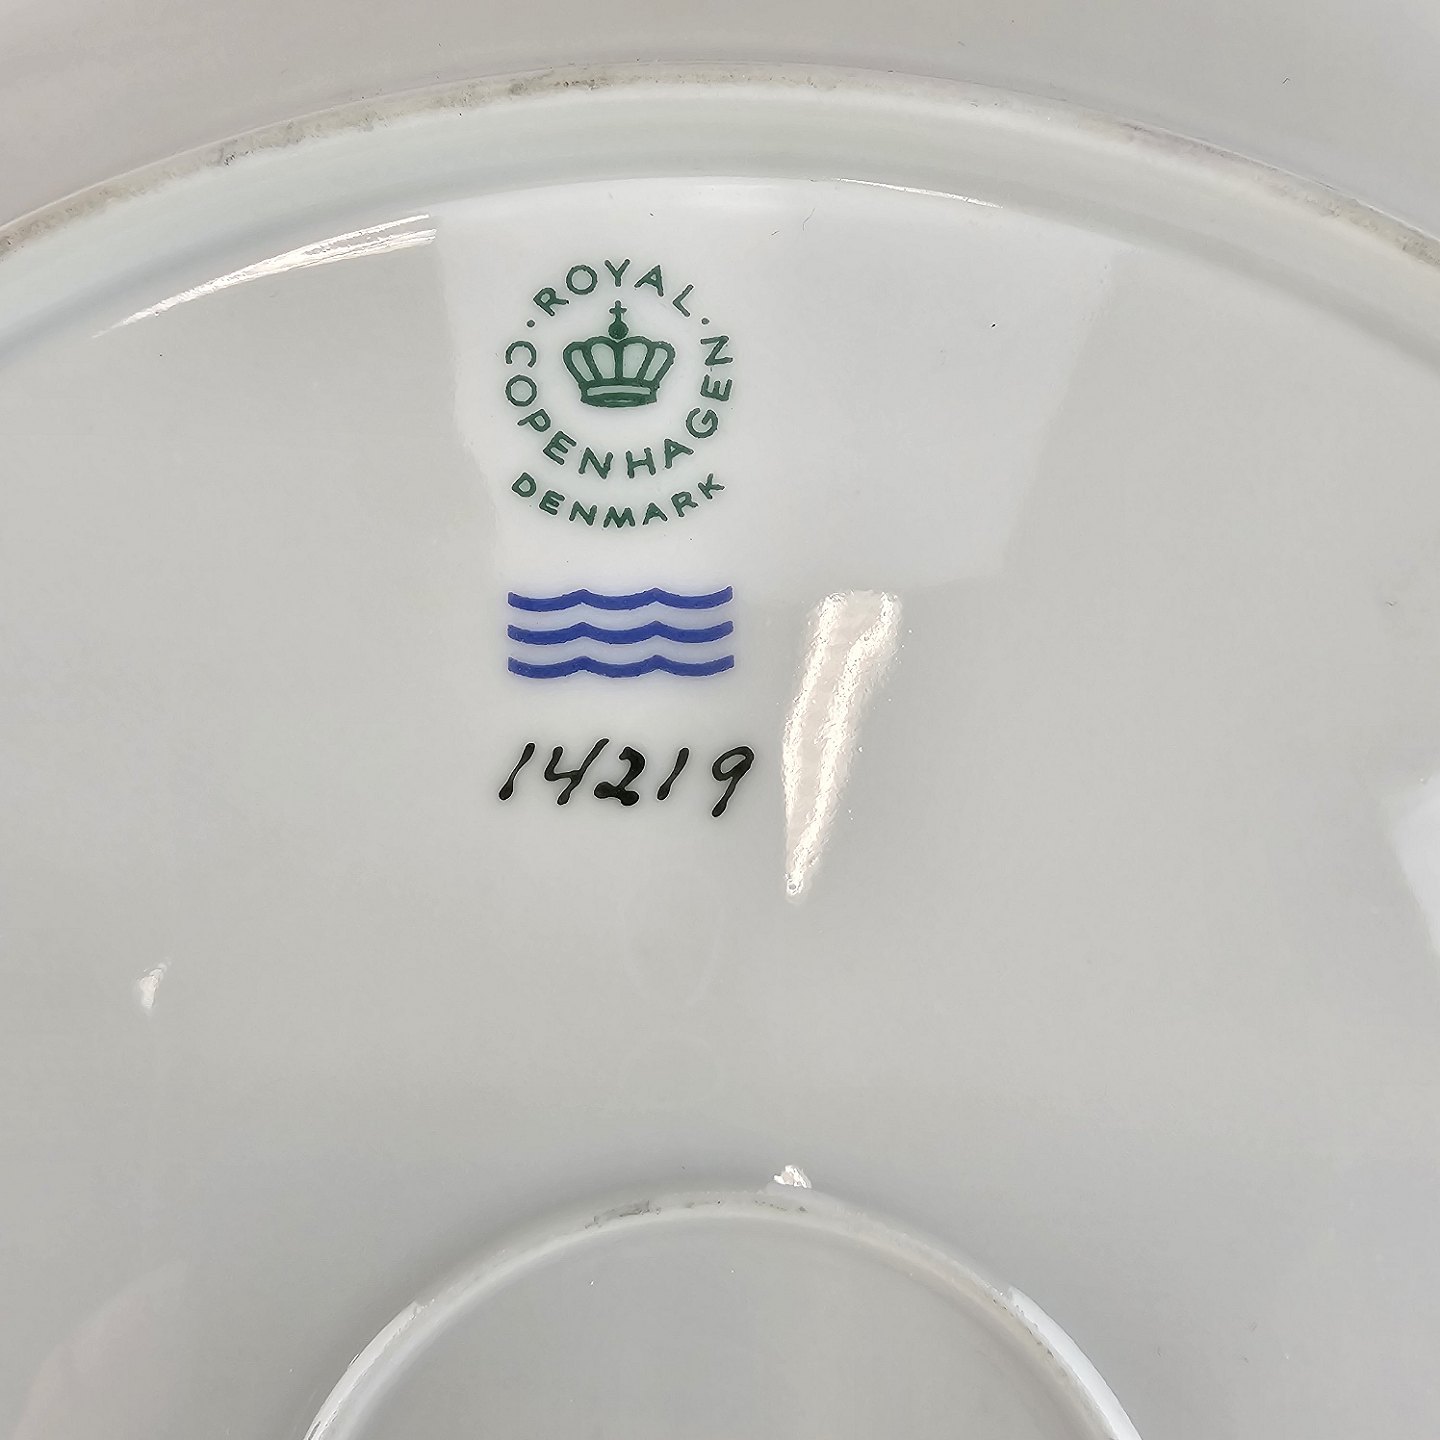 ROYAL
COPENHAGEN
DENMARK
14219